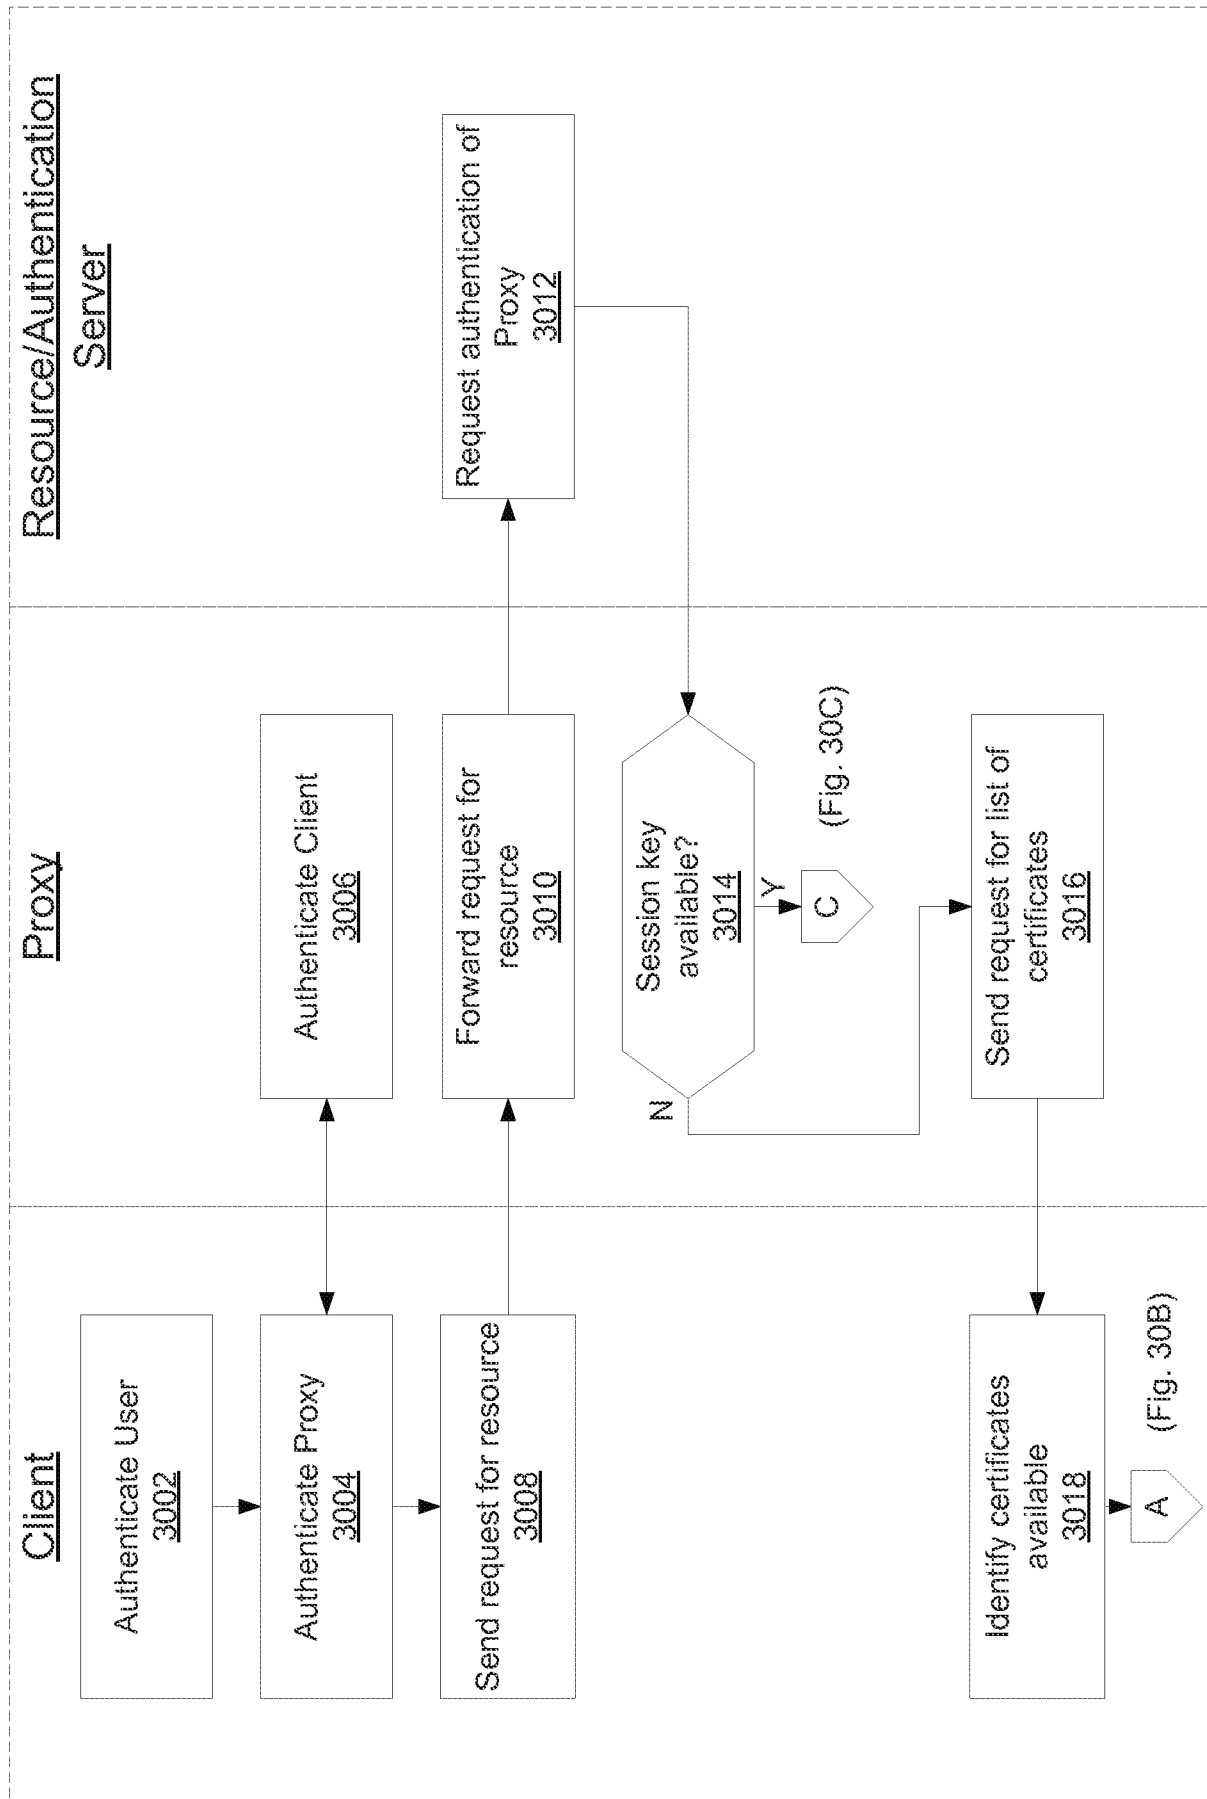 Client
Proxy
Resource/Authentication
Server
Authenticate User
3002
Authenticate Proxy
3004
Authenticate Client
3006
Send request for resource
3008
Forward request for
resource
3010
Request authentication of
Proxy
3012
Session key
available?
3014
N
Y
C
(Fig. 30C)
Send request for list of
certificates
3016
Identify certificates
available
3018
A
(Fig. 30B)